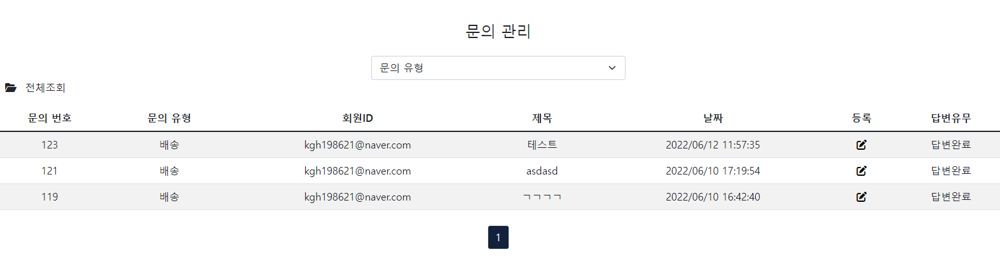 문의 관리
문의 유형
전체조회
문의 번호 문의 유형 회원ID 제목 날짜 등록 답변유무
123 배송 kgh198621@naver.com 테스트 2022/06/12 11:57:35 답변완료
121 배송 kgh198621@naver.com asdasd 2022/06/10 17:19:54 답변완료
119 배송 kgh198621@naver.com ㄱㄱㄱㄱ 2022/06/10 16:42:40 답변완료
1